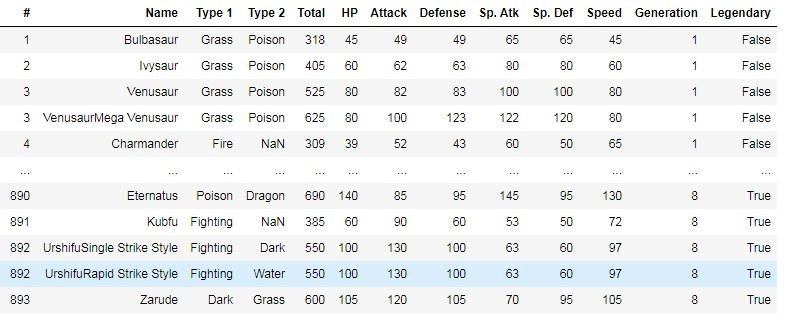 # Name Type 1 Type 2 Total HP Attack Defense Sp. Atk Sp. Def Speed Generation Legendary
1 Bulbasaur Grass Poison 318 45 49 49 65 65 45 1 False
2 Ivysaur Grass Poison 405 60 62 63 80 80 60 1 False
3 Venusaur Grass Poison 525 80 82 83 100 100 80 1 False
3 VenusaurMega Venusaur Grass Poison 625 80 100 123 122 120 80 1 False
4 Charmander Fire NaN 309 39 52 43 60 50 65 1 False
... ... ... ... ... ... ... ... ... ... ... ... ...
890 Eternatus Poison Dragon 690 140 85 95 145 95 130 8 True
891 Kubfu Fighting NaN 385 60 90 60 53 50 72 8 True
892 UrshifuSingle Strike Style Fighting Dark 550 100 130 100 63 60 97 8 True
892 UrshifuRapid Strike Style Fighting Water 550 100 130 100 63 60 97 8 True
893 Zarude Dark Grass 600 105 120 105 70 95 105 8 True